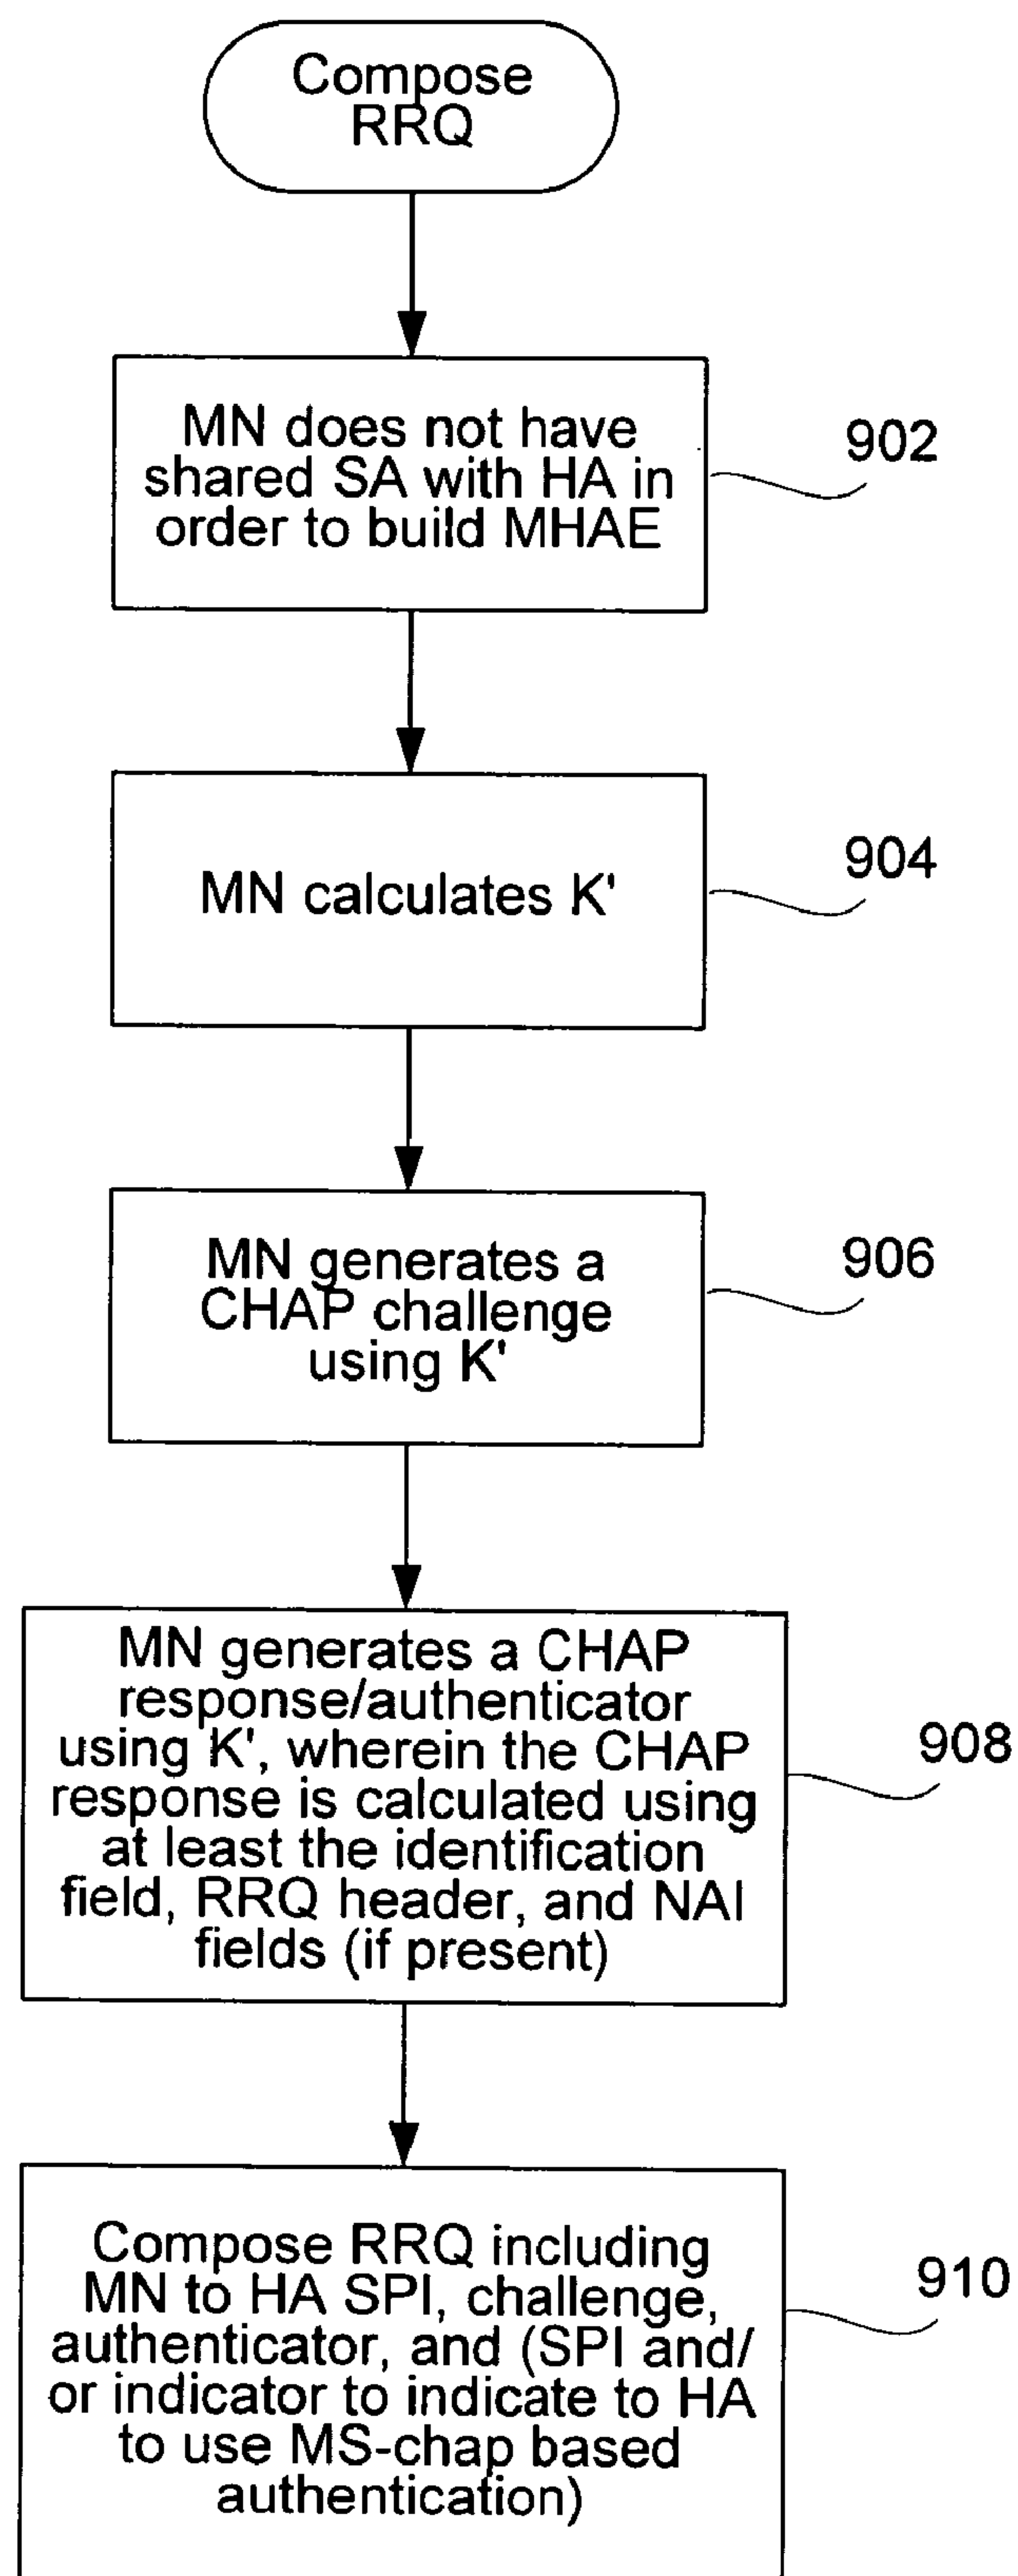 Compose
RRQ
MN does not have
shared SA with HA in
order to build MHAE
902
MN calculates K'
904
MN generates a
CHAP challenge
using K'
906
MN generates a CHAP
response/authenticator
using K', wherein the CHAP
response is calculated using
at least the identification
field, RRQ header, and NAI
fields (if present)
908
Compose RRQ including
MN to HA SPI, challenge,
authenticator, and (SPI and/
or indicator to indicate to HA
to use MS-chap based
authentication)
910